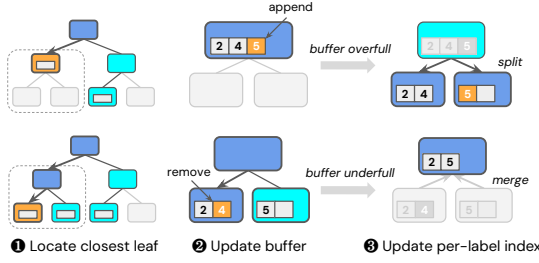 append
2 4 5
buffer overfull
2 4 5
split
2 4
5
remove
2 4
5
buffer underfull
2 5
merge
2 4
5
❶ Locate closest leaf
❷ Update buffer
❸ Update per-label index